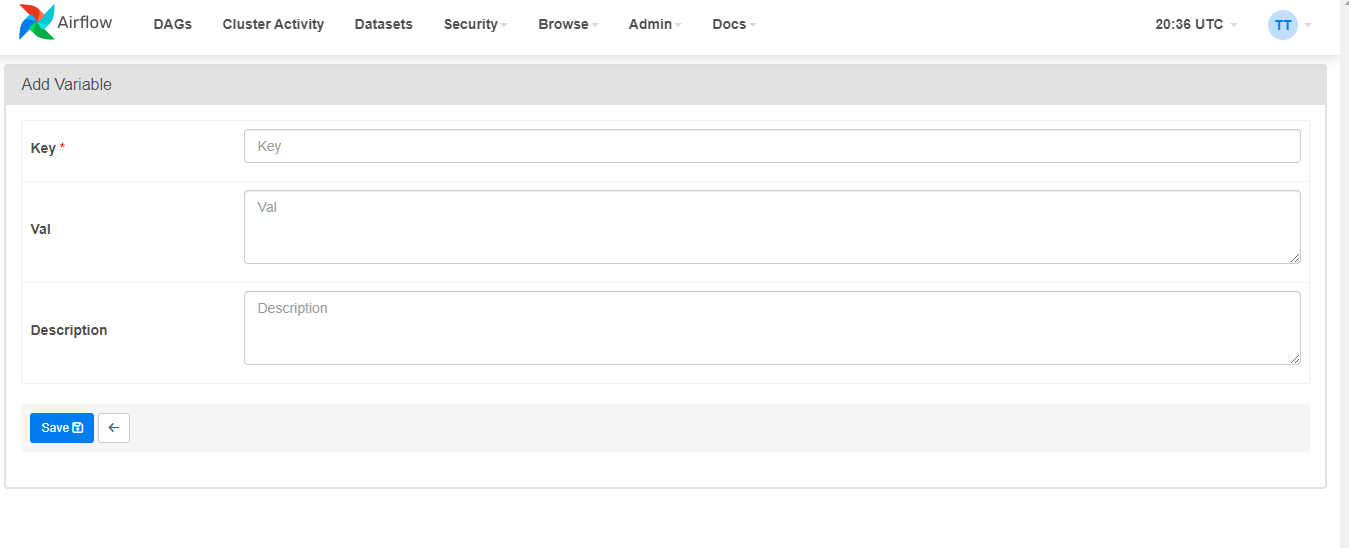 Airflow DAGs Cluster Activity Datasets Security Browse Admin Docs 20:36 UTC TT
Add Variable
Key * Key
Val Val
Description Description
Save